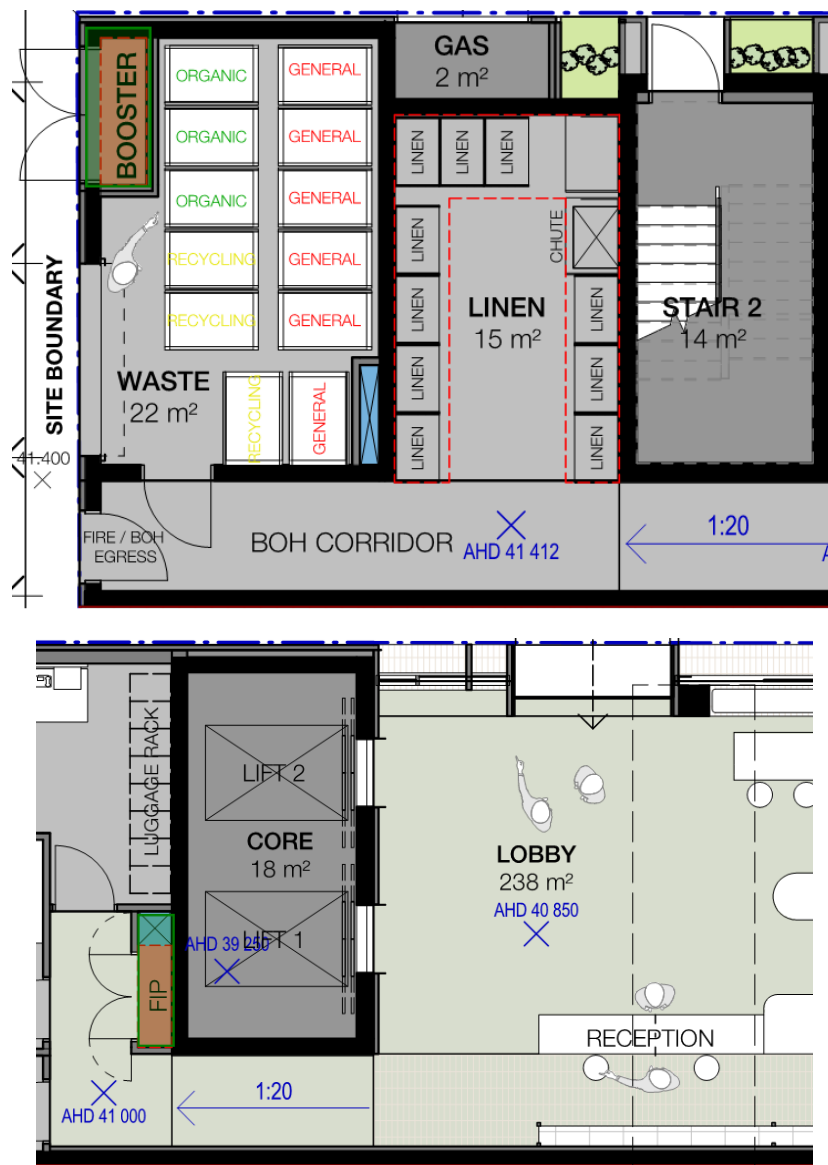 BOOSTER
ORGANIC
GENERAL
ORGANIC
GENERAL
ORGANIC
GENERAL
RECYCLING
GENERAL
RECYCLING
GENERAL
SITE BOUNDARY
WASTE
22 m²
RECYCLING
GENERAL
41.400
GAS
2 m²
LINEN
LINEN
LINEN
LINEN
CHUTE
LINEN
15 m²
LINEN
LINEN
LINEN
LINEN
LINEN
LINEN
STAIR 2
14 m²
FIRE / BOH
EGRESS
BOH CORRIDOR
AHD 41 412
1:20
A
LUGGAGE RACK
LIFT 2
CORE
18 m²
LOBBY
238 m²
AHD 40 850
AHD 39 250
LIFT 1
FIP
RECEPTION
AHD 41 000
1:20